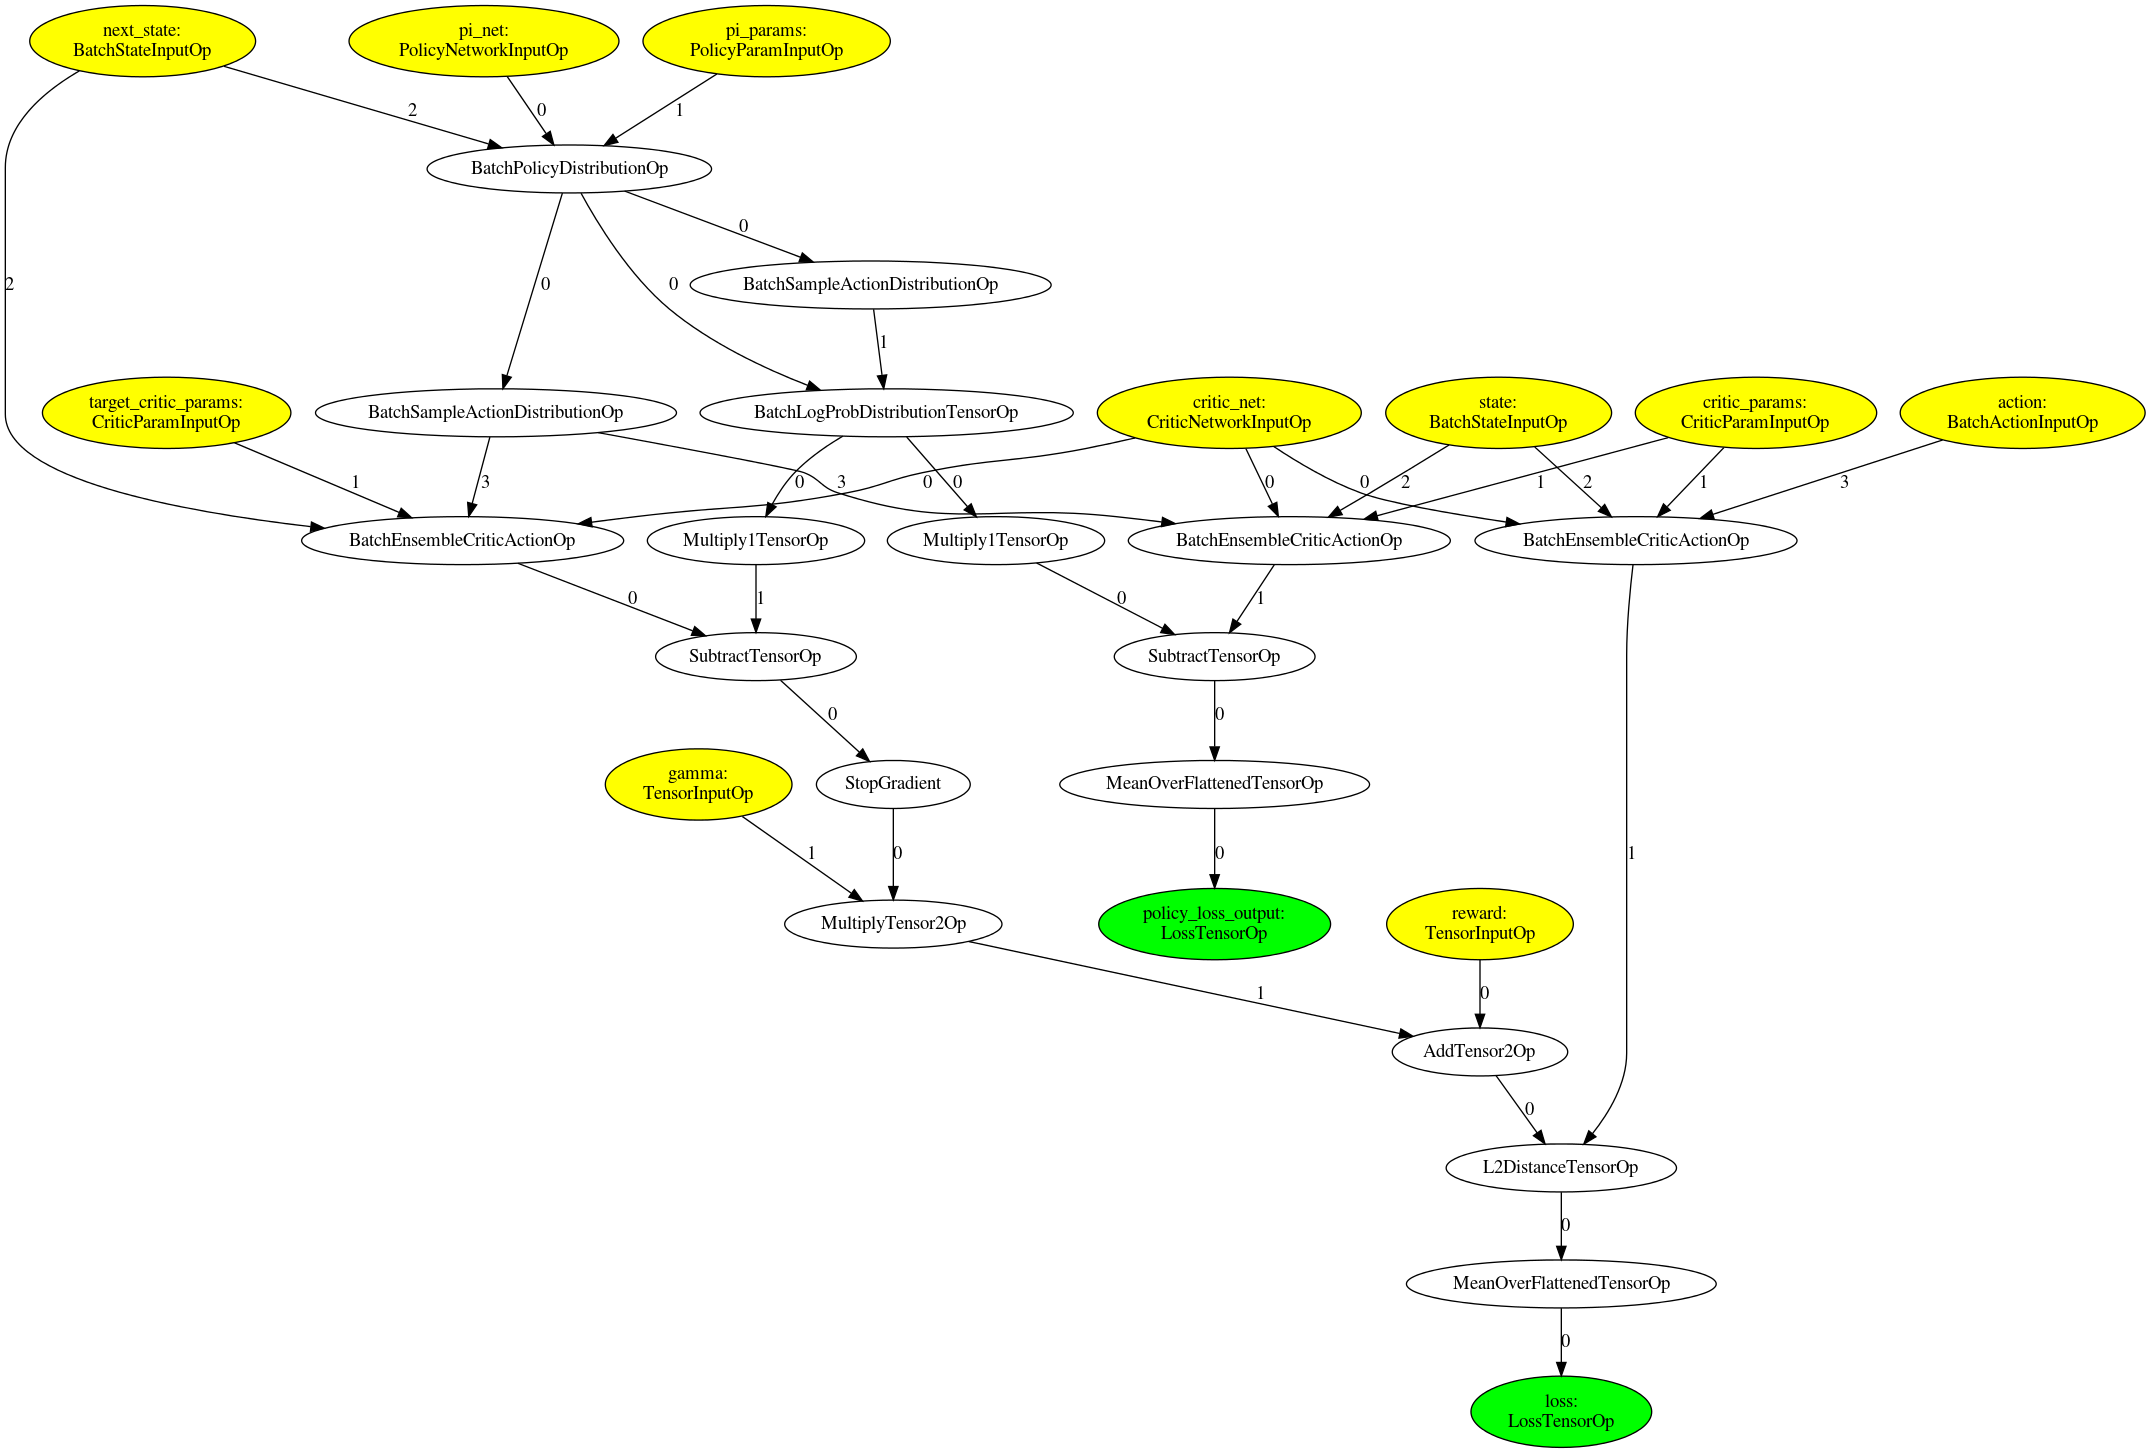 next_state:
BatchStateInputOp
pi_net:
PolicyNetworkInputOp
pi_params:
PolicyParamInputOp
2
0
1
BatchPolicyDistributionOp
0
2
0
0
BatchSampleActionDistributionOp
1
target_critic_params:
CriticParamInputOp
BatchSampleActionDistributionOp
BatchLogProbDistributionTensorOp
critic_net:
CriticNetworkInputOp
state:
BatchStateInputOp
critic_params:
CriticParamInputOp
action:
BatchActionInputOp
1
3
0
3
0
0
0
0
2
1
2
1
3
BatchEnsembleCriticActionOp
Multiply1TensorOp
Multiply1TensorOp
BatchEnsembleCriticActionOp
BatchEnsembleCriticActionOp
0
1
0
1
SubtractTensorOp
SubtractTensorOp
0
0
gamma:
TensorInputOp
StopGradient
MeanOverFlattenedTensorOp
1
0
0
1
MultiplyTensor2Op
policy_loss_output:
LossTensorOp
reward:
TensorInputOp
1
0
AddTensor2Op
0
L2DistanceTensorOp
0
MeanOverFlattenedTensorOp
0
loss:
LossTensorOp